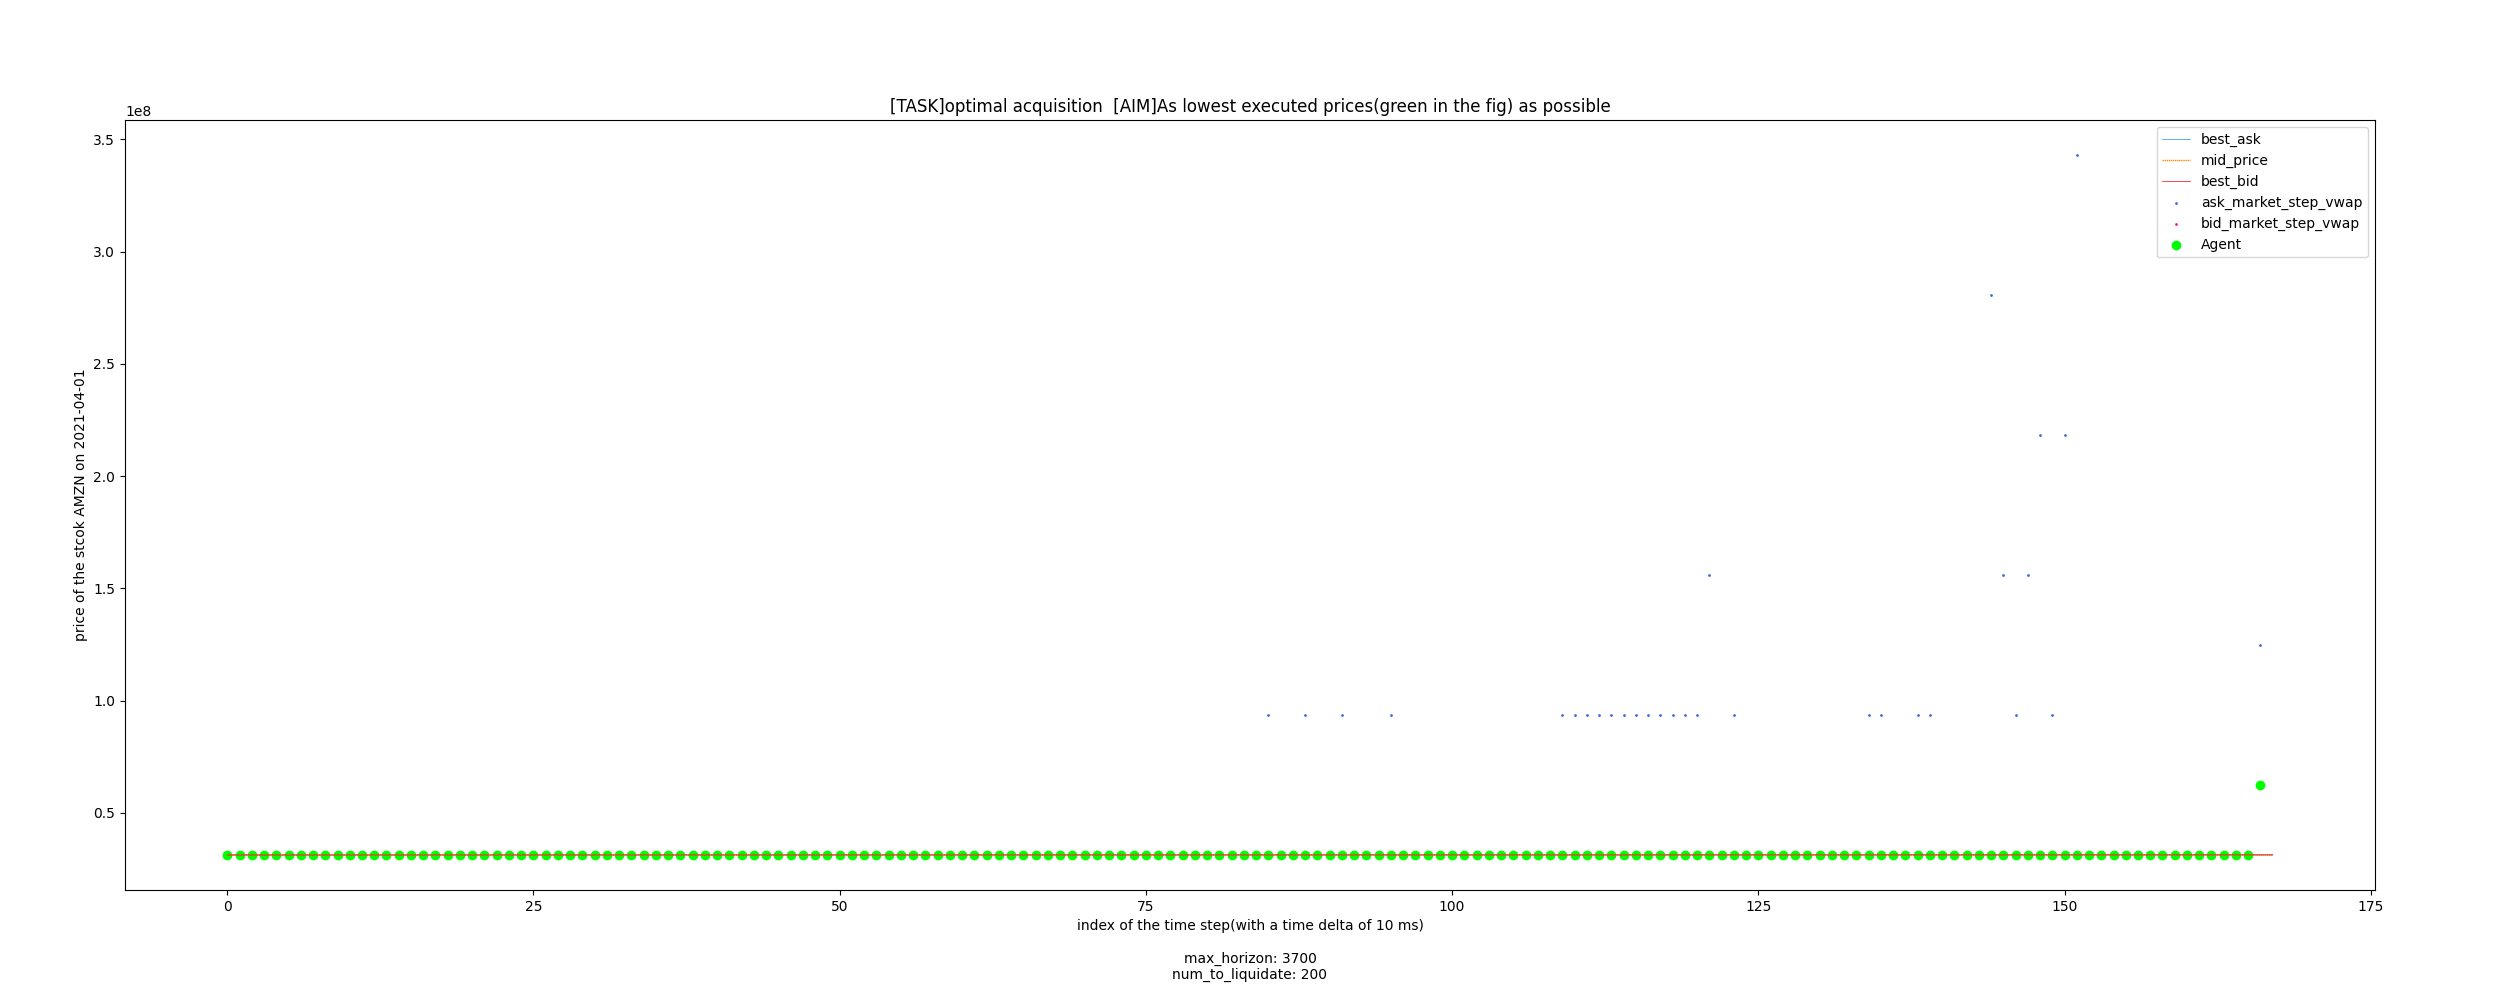 [TASK]optimal acquisition  [AIM]As lowest executed prices(green in the fig) as possible
1e8
3.5
3.0
2.5
2.0
1.5
1.0
0.5
price of the stcok AMZN on 2021-04-01
best_ask
mid_price
best_bid
ask_market_step_vwap
bid_market_step_vwap
Agent
0 25 50 75 100 125 150 175
index of the time step(with a time delta of 10 ms)
max_horizon: 3700
num_to_liquidate: 200